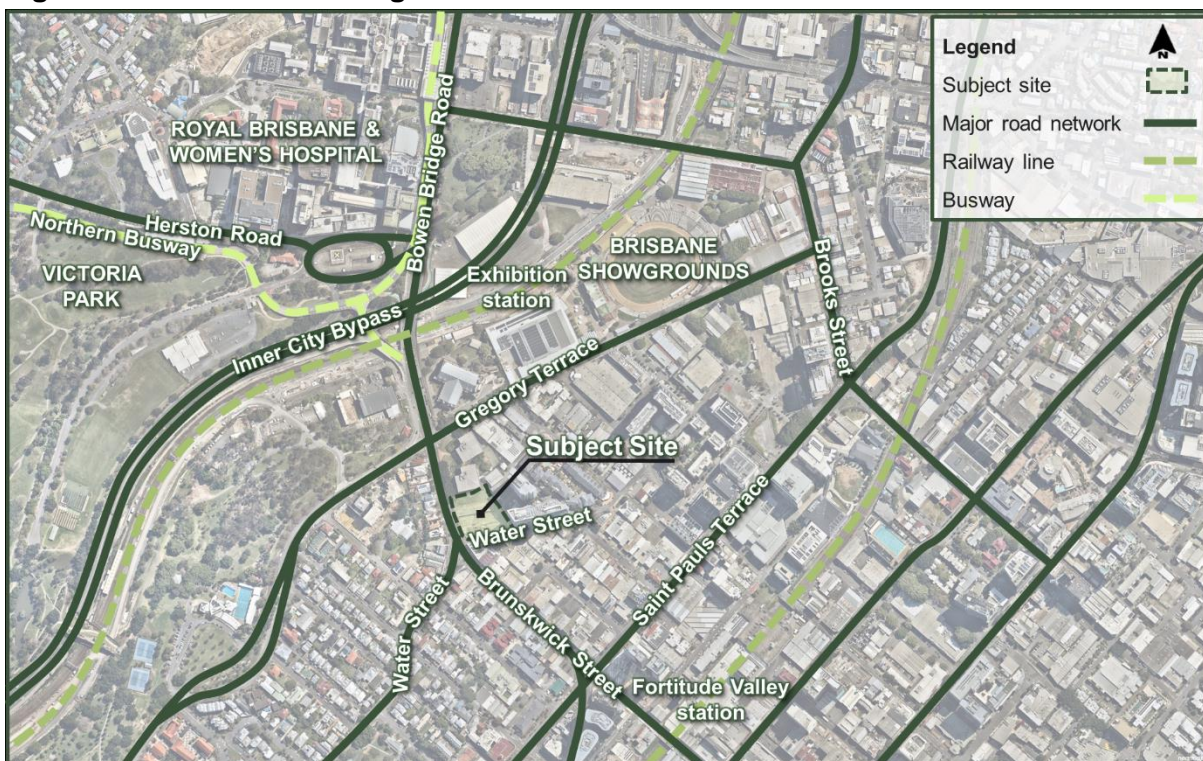 Legend
N
Subject site
Major road network
Railway line
Busway
ROYAL BRISBANE &
WOMEN'S HOSPITAL
Bowen Bridge Road
Herston Road
Northern Busway
VICTORIA
PARK
BRISBANE
SHOWGROUNDS
Exhibition
station
Brooks Street
Inner City Bypass
Gregory Terrace
Subject Site
Water Street
Saint Pauls Terrace
Water Street
Brunskwick Street
Fortitude Valley
station